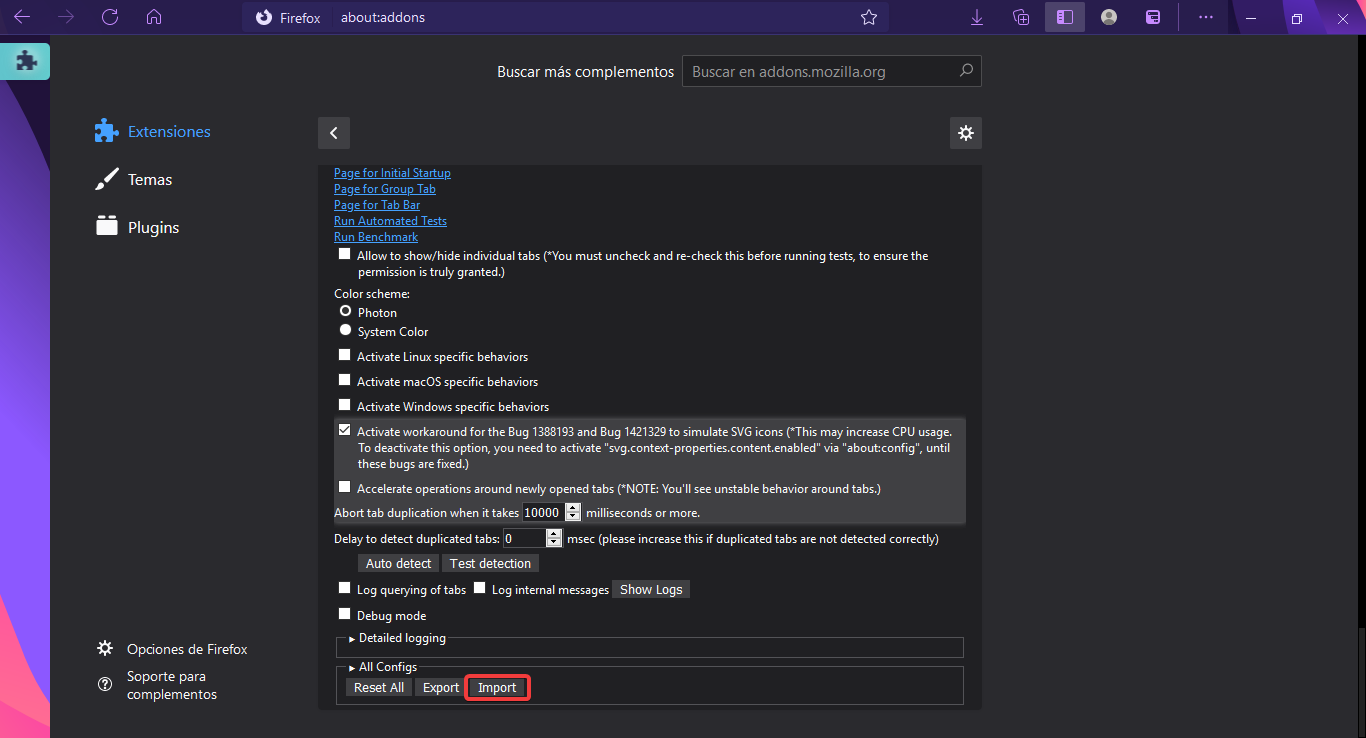 Firefox
about:addons
Buscar más complementos
Buscar en addons.mozilla.org
Extensiones
Temas
Plugins
Page for Initial Startup
Page for Group Tab
Page for Tab Bar
Run Automated Tests
Run Benchmark
Allow to show/hide individual tabs (*You must uncheck and re-check this before running tests, to ensure the
permission is truly granted.)
Color scheme:
Photon
System Color
Activate Linux specific behaviors
Activate macOS specific behaviors
Activate Windows specific behaviors
Activate workaround for the Bug 1388193 and Bug 1421329 to simulate SVG icons (*This may increase CPU usage.
To deactivate this option, you need to activate "svg.context-properties.content.enabled" via "about:config", until
these bugs are fixed.)
Accelerate operations around newly opened tabs (*NOTE: You'll see unstable behavior around tabs.)
Abort tab duplication when it takes 10000 milliseconds or more.
Delay to detect duplicated tabs: 0 msec (please increase this if duplicated tabs are not detected correctly)
Auto detect Test detection
Log querying of tabs Log internal messages Show Logs
Debug mode
Detailed logging
All Configs
Reset All Export Import
Opciones de Firefox
Soporte para
complementos